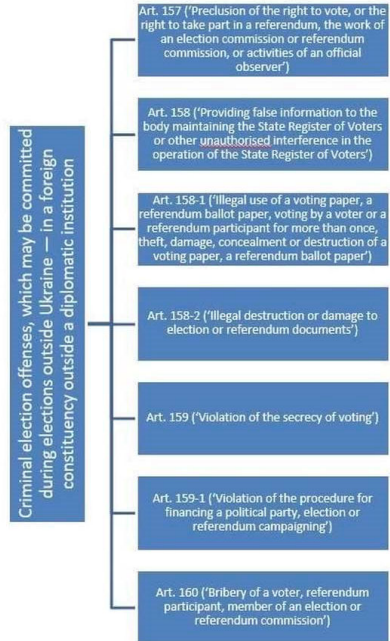 Criminal election offenses, which may be committed
during elections outside Ukraine — in a foreign
constituency outside a diplomatic institution
Art. 157 ('Preclusion of the right to vote, or the
right to take part in a referendum, the work of
an election commission or referendum
commission, or activities of an official
observer')
Art. 158 ('Providing false information to the
body maintaining the State Register of Voters
or other unauthorised interference in the
operation of the State Register of Voters')
Art. 158-1 ('Illegal use of a voting paper, a
referendum ballot paper, voting by a voter or a
referendum participant for more than once,
theft, damage, concealment or destruction of a
voting paper, a referendum ballot paper')
Art. 158-2 ('Illegal destruction or damage to
election or referendum documents')
Art. 159 ('Violation of the secrecy of voting')
Art. 159-1 ('Violation of the procedure for
financing a political party, election or
referendum campaigning')
Art. 160 ('Bribery of a voter, referendum
participant, member of an election or
referendum commission')